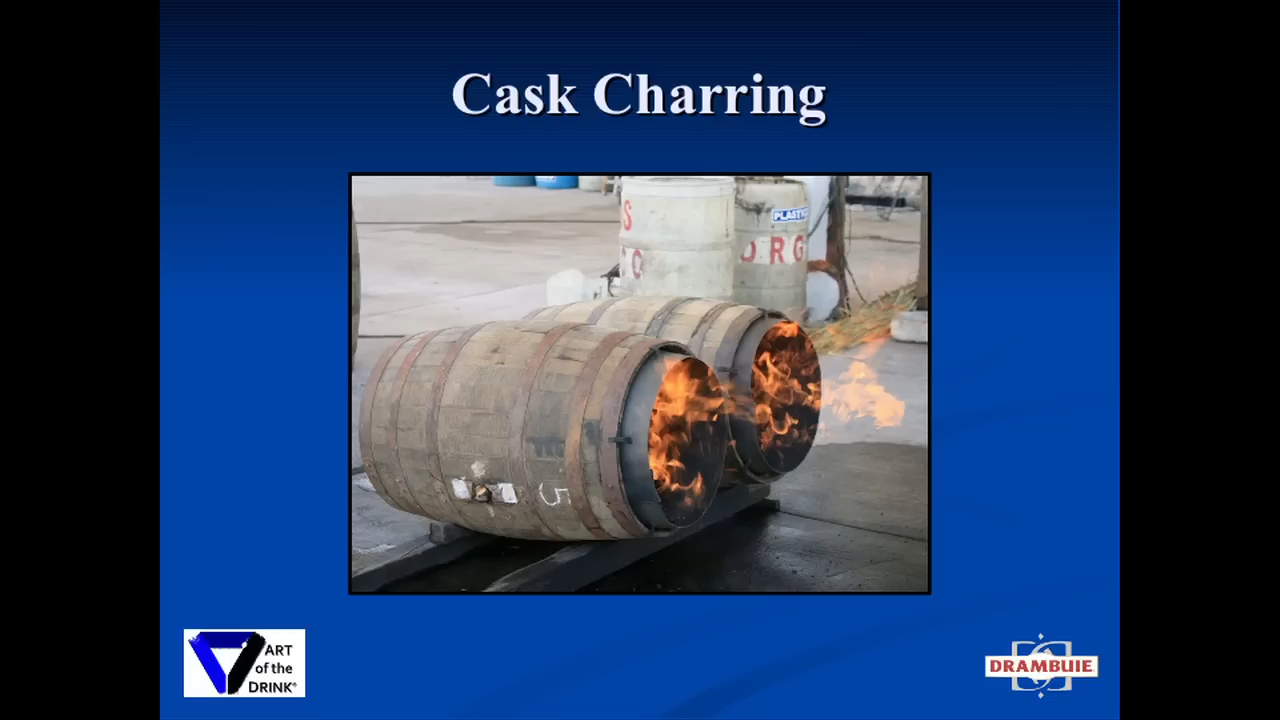 Cask Charring
S
O
PLASTIC
ORG
5
ART
of the
DRINK®
DRAMBUIE